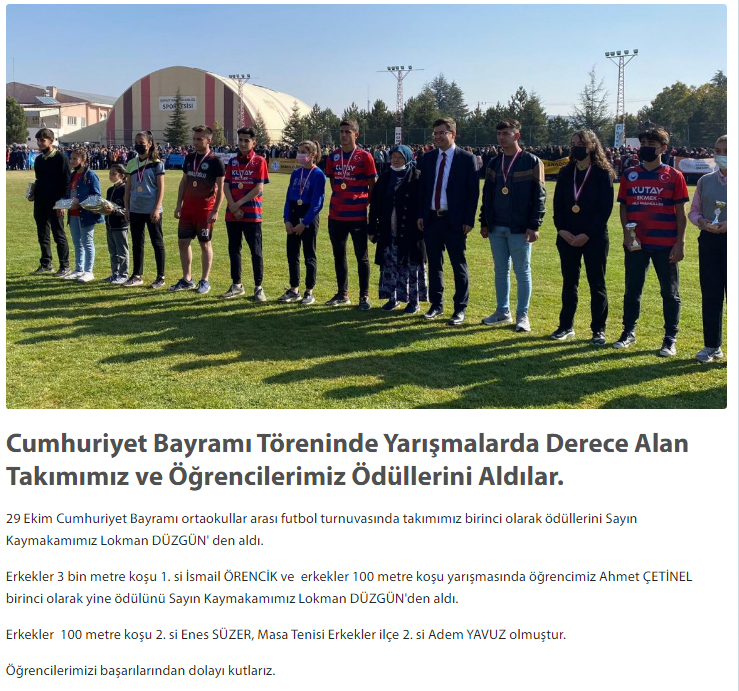 SPOR TESİSİ
KUTAY
EKMEK
KUTAY
EKMEK
KUTAY
EKMEK
20
Cumhuriyet Bayramı Töreninde Yarışmalarda Derece Alan
Takımımız ve Öğrencilerimiz Ödüllerini Aldılar.
29 Ekim Cumhuriyet Bayramı ortaokullar arası futbol turnuvasında takımımız birinci olarak ödüllerini Sayın
Kaymakamımız Lokman DÜZGÜN' den aldı.
Erkekler 3 bin metre koşu 1. si İsmail ÖRENCİK ve  erkekler 100 metre koşu yarışmasında öğrencimiz Ahmet ÇETİNEL
birinci olarak yine ödülünü Sayın Kaymakamımız Lokman DÜZGÜN'den aldı.
Erkekler  100 metre koşu 2. si Enes SÜZER, Masa Tenisi Erkekler ilçe 2. si Adem YAVUZ olmuştur.
Öğrencilerimizi başarılarından dolayı kutlarız.